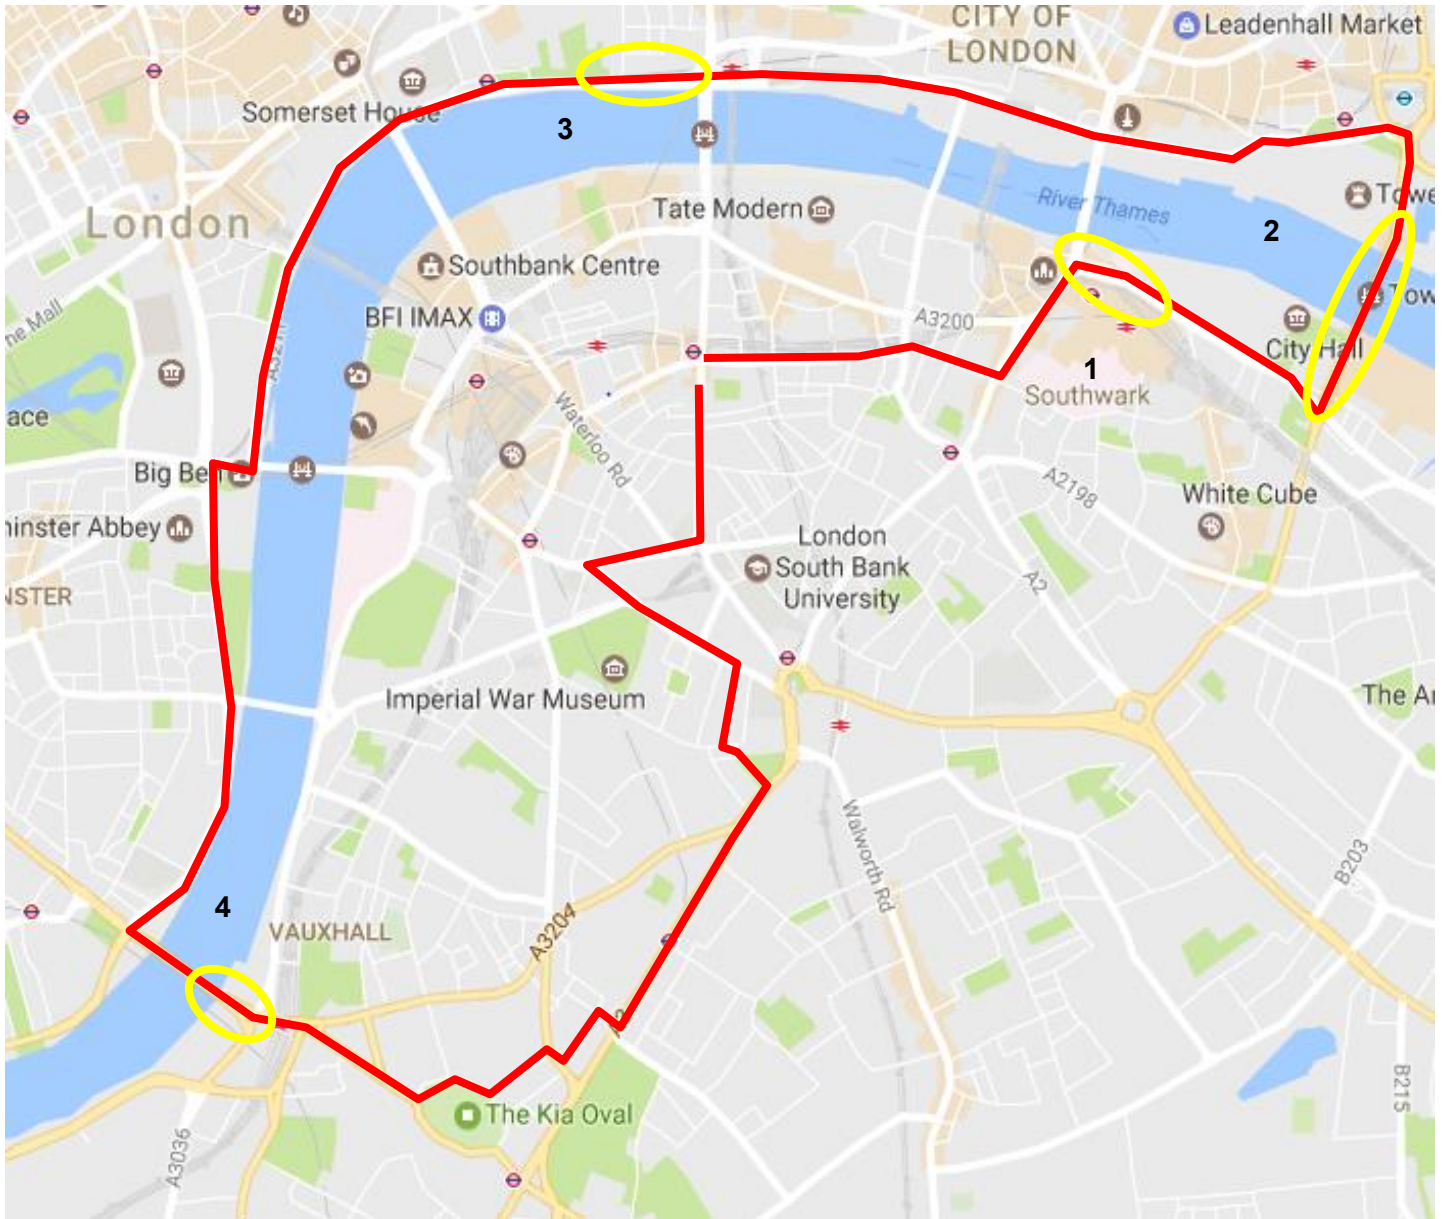 CITY OF
LONDON
Leadenhall Market
Somerset House
3
London
Tate Modern
River Thames
2
Southbank Centre
BFI IMAX
A3200
City Hall
1
Southwark
Waterloo Rd
Big Ben
A2198
White Cube
London
South Bank
University
A2
Imperial War Museum
Walworth Rd
B203
4
VAUXHALL
A3204
The Kia Oval
A3036
B215